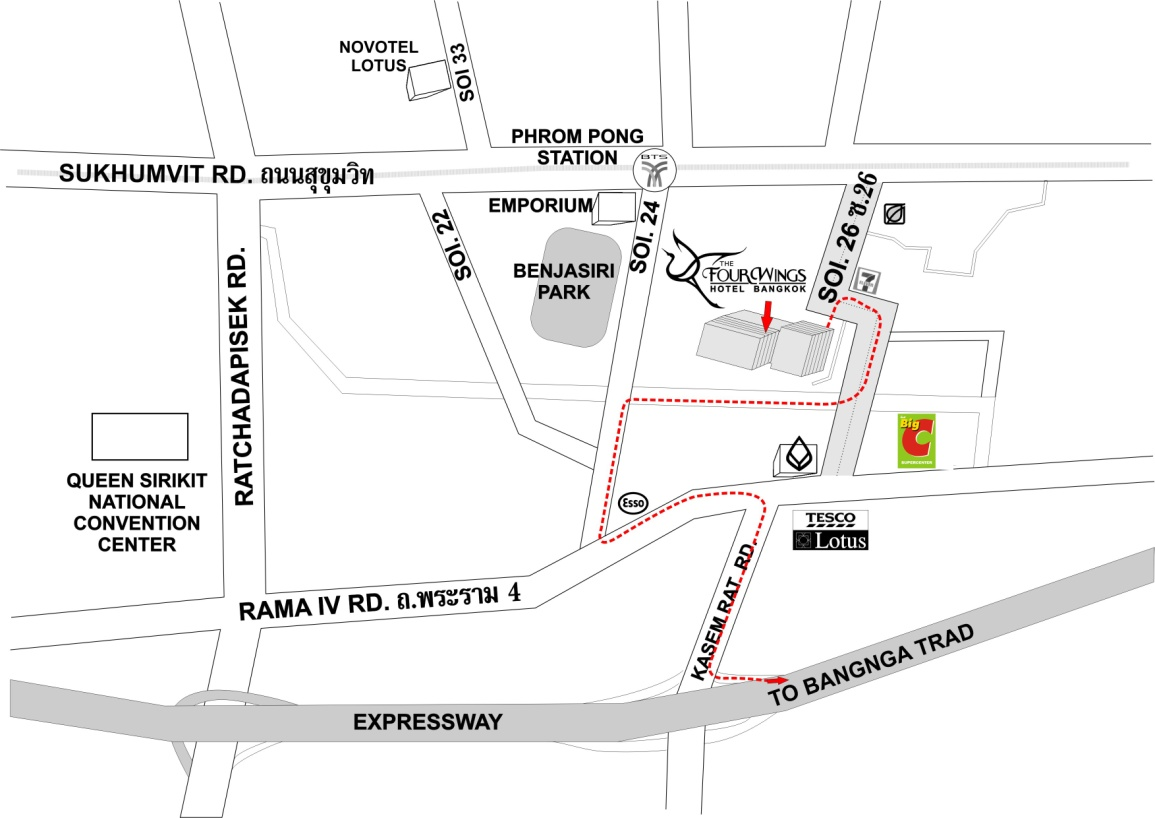 NOVOTEL
LOTUS
SOI 33
PHROM PONG
STATION
BTS
SUKHUMVIT RD. ถนนสุขุมวิท
EMPORIUM
SOI. 22
SOI. 24
SOI. 26 ซ.26
BENJASIRI
PARK
THE
FOURWINGS
HOTEL BANGKOK
7
ELEVEN
RATCHADAPISEK RD.
QUEEN SIRIKIT
NATIONAL
CONVENTION
CENTER
Big
C
SUPERCENTER
Esso
TESCO
Lotus
RAMA IV RD. ถ.พระราม 4
KASEM RAT. RD.
TO BANGNGA TRAD
EXPRESSWAY